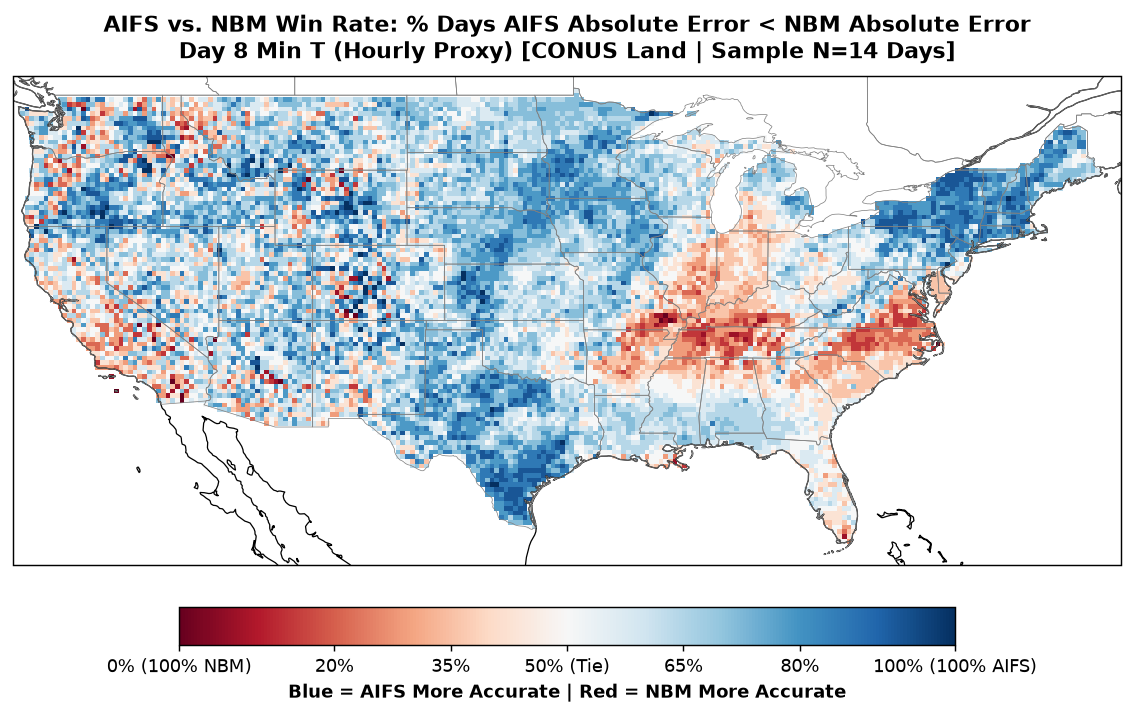 AIFS vs. NBM Win Rate: % Days AIFS Absolute Error < NBM Absolute Error
Day 8 Min T (Hourly Proxy) [CONUS Land | Sample N=14 Days]
0% (100% NBM) 20% 35% 50% (Tie) 65% 80% 100% (100% AIFS)
Blue = AIFS More Accurate | Red = NBM More Accurate